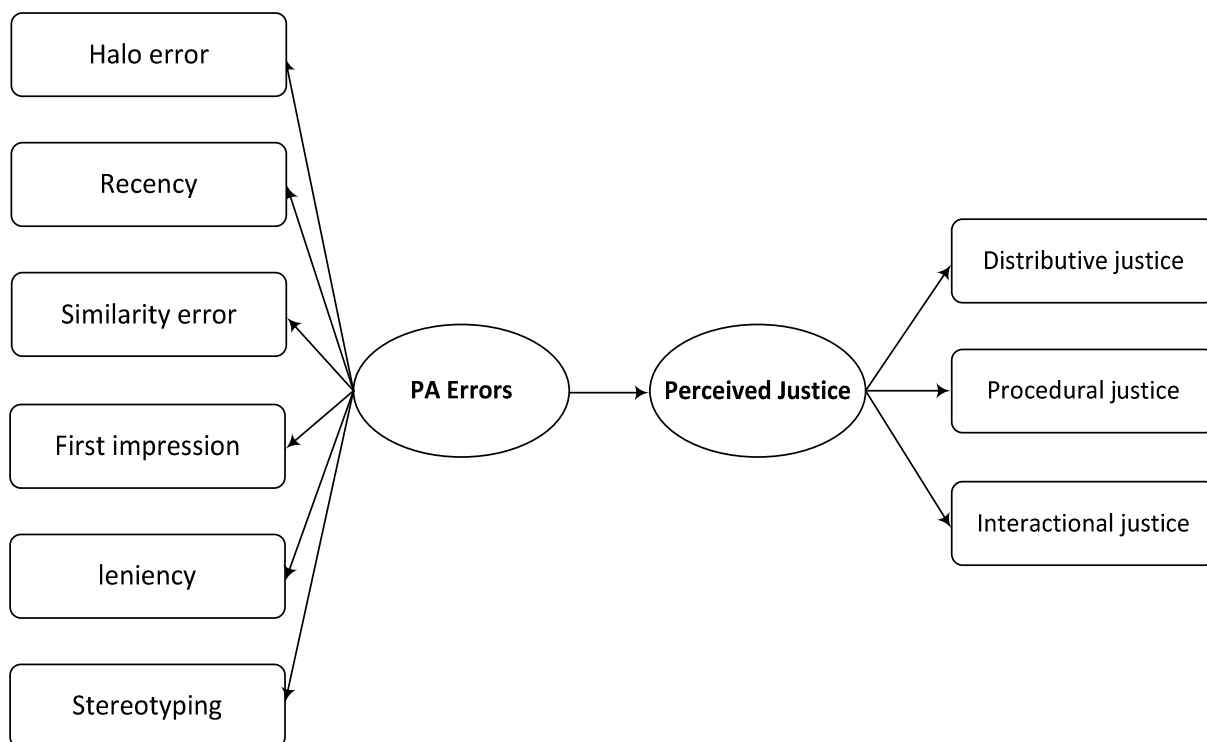 Halo error
Recency
Similarity error
First impression
leniency
Stereotyping
PA Errors
Perceived Justice
Distributive justice
Procedural justice
Interactional justice